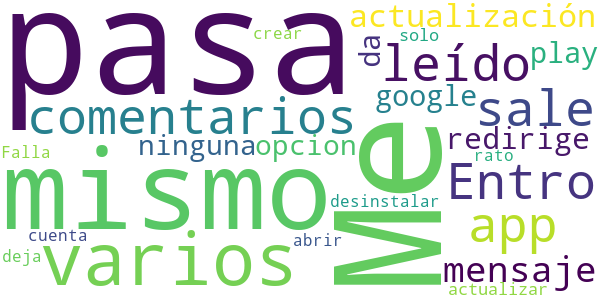 pasa
crear
actualización
solo
da
leído
play
comentarios
google
sale
ninguna
opcion
redirige
Falla
mismo
Me
rato
Entro
desinstalar
app
cuenta
abrir
varios
deja
mensaje
actualizar